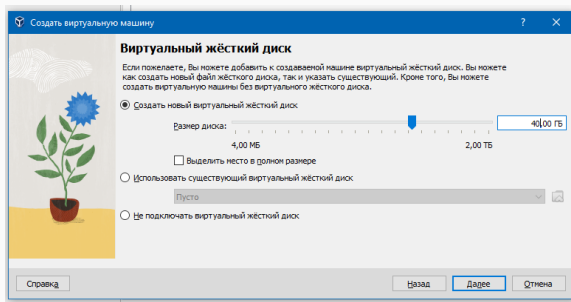 Создать виртуальную машину
Виртуальный жёсткий диск
Если пожелаете, Вы можете добавить к создаваемой машине виртуальный жёсткий диск. Вы можете
как создать новый файл жёсткого диска, так и указать существующий. Кроме того, Вы можете
создать виртуальную машину без виртуального жёсткого диска.
Создать новый виртуальный жёсткий диск
Размер диска:
40,00 ГБ
4,00 МБ
2,00 ТБ
Выделить место в полном размере
Использовать существующий виртуальный жёсткий диск
Пусто
Не подключать виртуальный жёсткий диск
Справка
Назад
Далее
Отмена